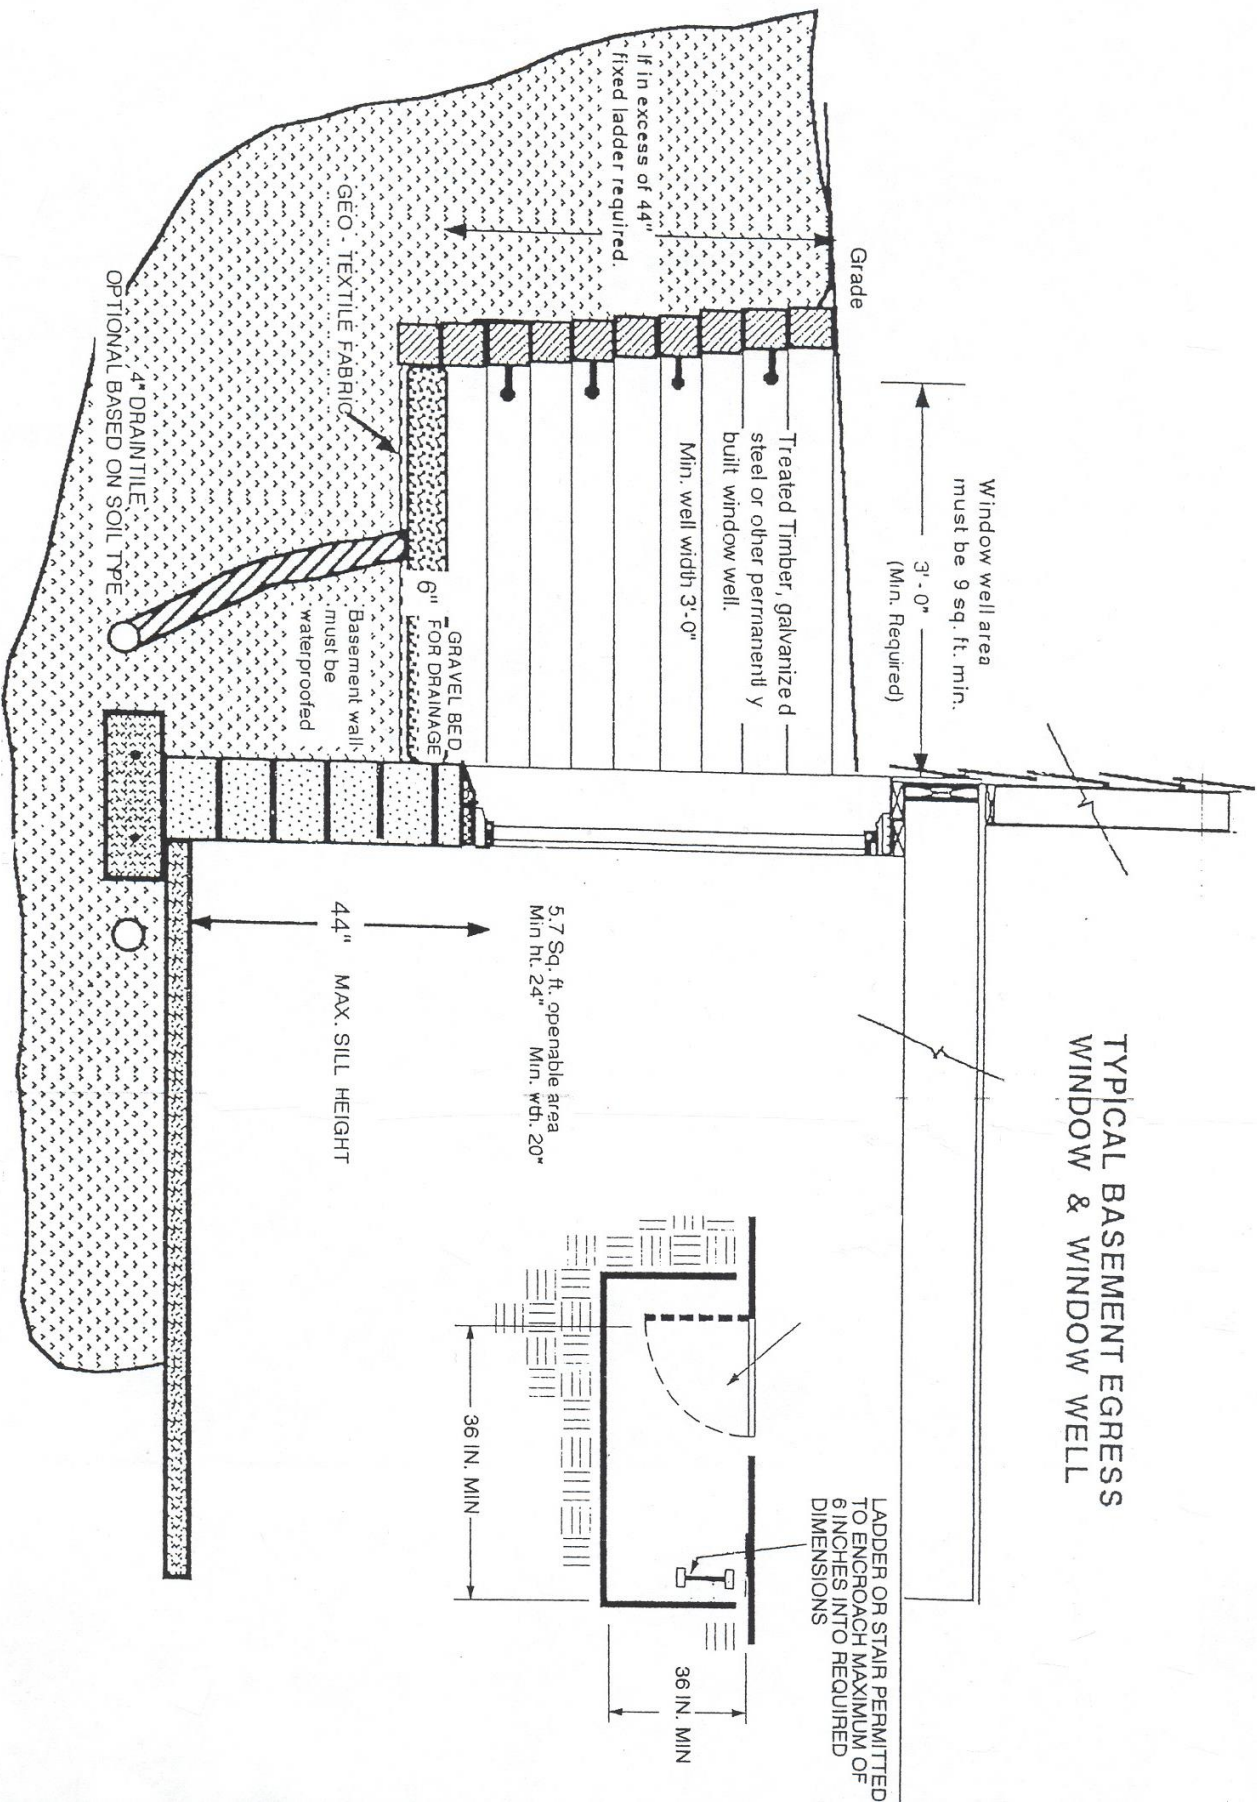 TYPICAL BASEMENT EGRESS
WINDOW & WINDOW WELL
Window well area
must be 9 sq. ft. min.
3'-0"
(Min. Required)
Grade
If in excess of 44"
fixed ladder required.
Treated Timber, galvanized
steel or other permanently
built window well.
Min. well width 3'-0"
GEO TEXTILE FABRIC
6" GRAVEL BED
FOR DRAINAGE
Basement wall
must be
waterproofed
4" DRAINTILE
OPTIONAL BASED ON SOIL TYPE
5.7 Sq. ft. openable area
Min ht. 24" Min. wth. 20"
44" MAX. SILL HEIGHT
LADDER OR STAIR PERMITTED
TO ENCROACH MAXIMUM OF
6 INCHES INTO REQUIRED
DIMENSIONS
36 IN. MIN
36 IN. MIN